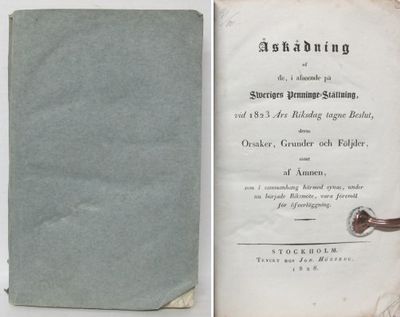 Åskådning
af
de, i afseende på
Sweriges Penninge-Ställning,
vid 1823 Års Riksdag tagne Beslut,
deras
Orsaker, Grunder och Följder,
samt
af Ämnen,
som i sammanhang härmed synas, under
nu började Riksmöte, vara föremål
för öfverläggning.
STOCKHOLM.
Tryckt hos Joh. Hörberg.
1828.